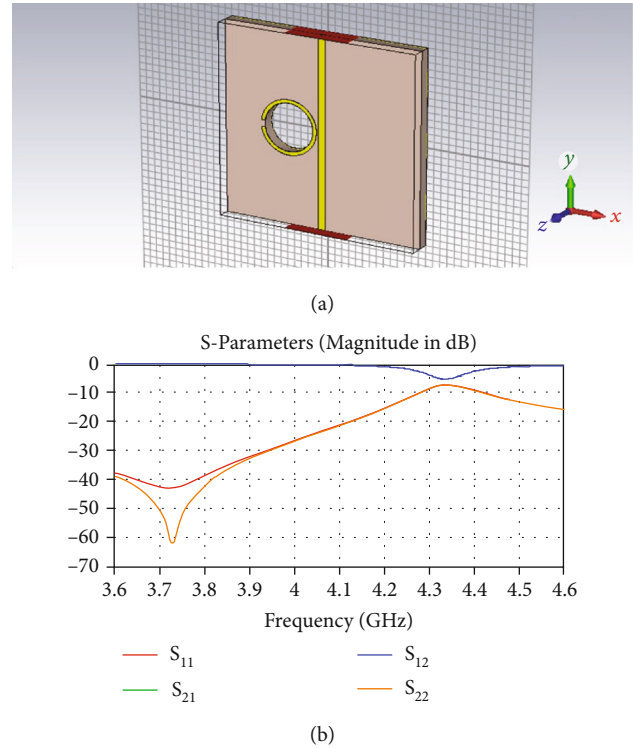 y
x
z
(a)
S-Parameters (Magnitude in dB)
0
−10
−20
−30
−40
−50
−60
−70
3.6 3.7 3.8 3.9 4 4.1 4.2 4.3 4.4 4.5 4.6
Frequency (GHz)
S11 S12
S21 S22
(b)